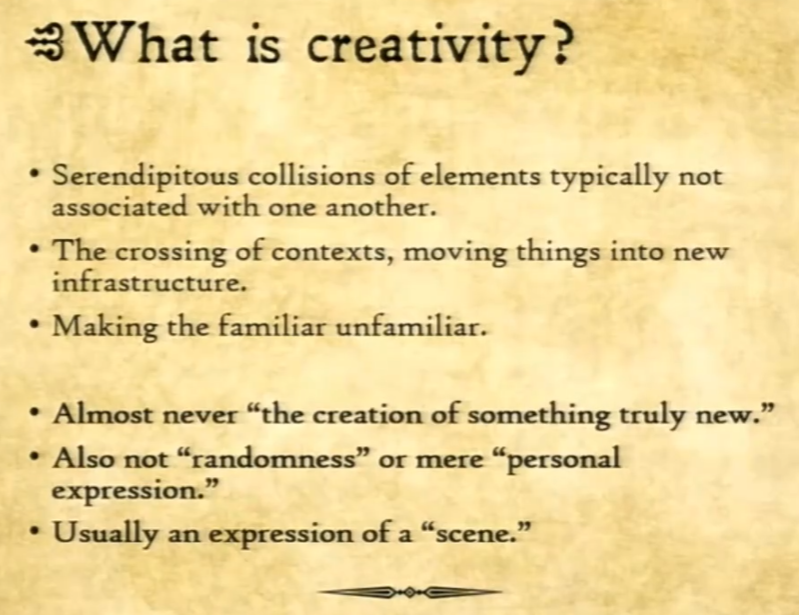 What is creativity?
• Serendipitous collisions of elements typically not
associated with one another.
• The crossing of contexts, moving things into new
infrastructure.
• Making the familiar unfamiliar.
• Almost never “the creation of something truly new.”
• Also not “randomness” or mere “personal
expression.”
• Usually an expression of a “scene.”